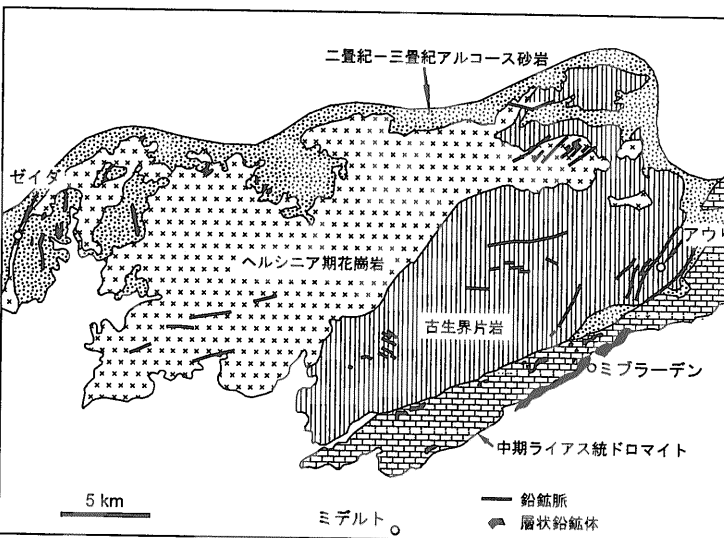 二畳紀ー三畳紀アルコース砂岩
ゼイダ
アウリ
ヘルシニア期花崗岩
古生界片岩
ミブラーデン
中期ライアス統ドロマイト
5 km
鉛鉱脈
ミデルト
層状鉛鉱体